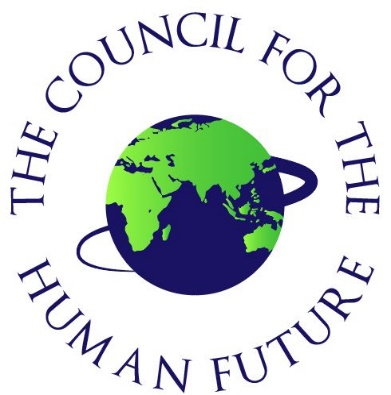 THE COUNCIL FOR THE
HUMAN FUTURE